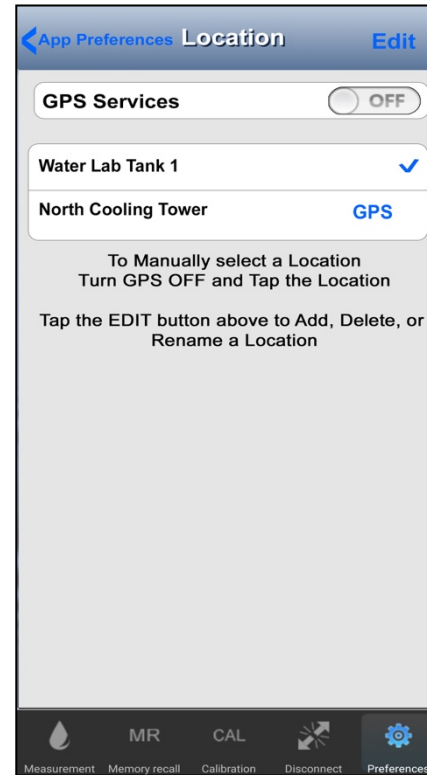 App Preferences Location Edit
GPS Services OFF
Water Lab Tank 1
North Cooling Tower GPS
To Manually select a Location
Turn GPS OFF and Tap the Location
Tap the EDIT button above to Add, Delete, or
Rename a Location
MR CAL
Measurement Memory recall Calibration Disconnect Preferences